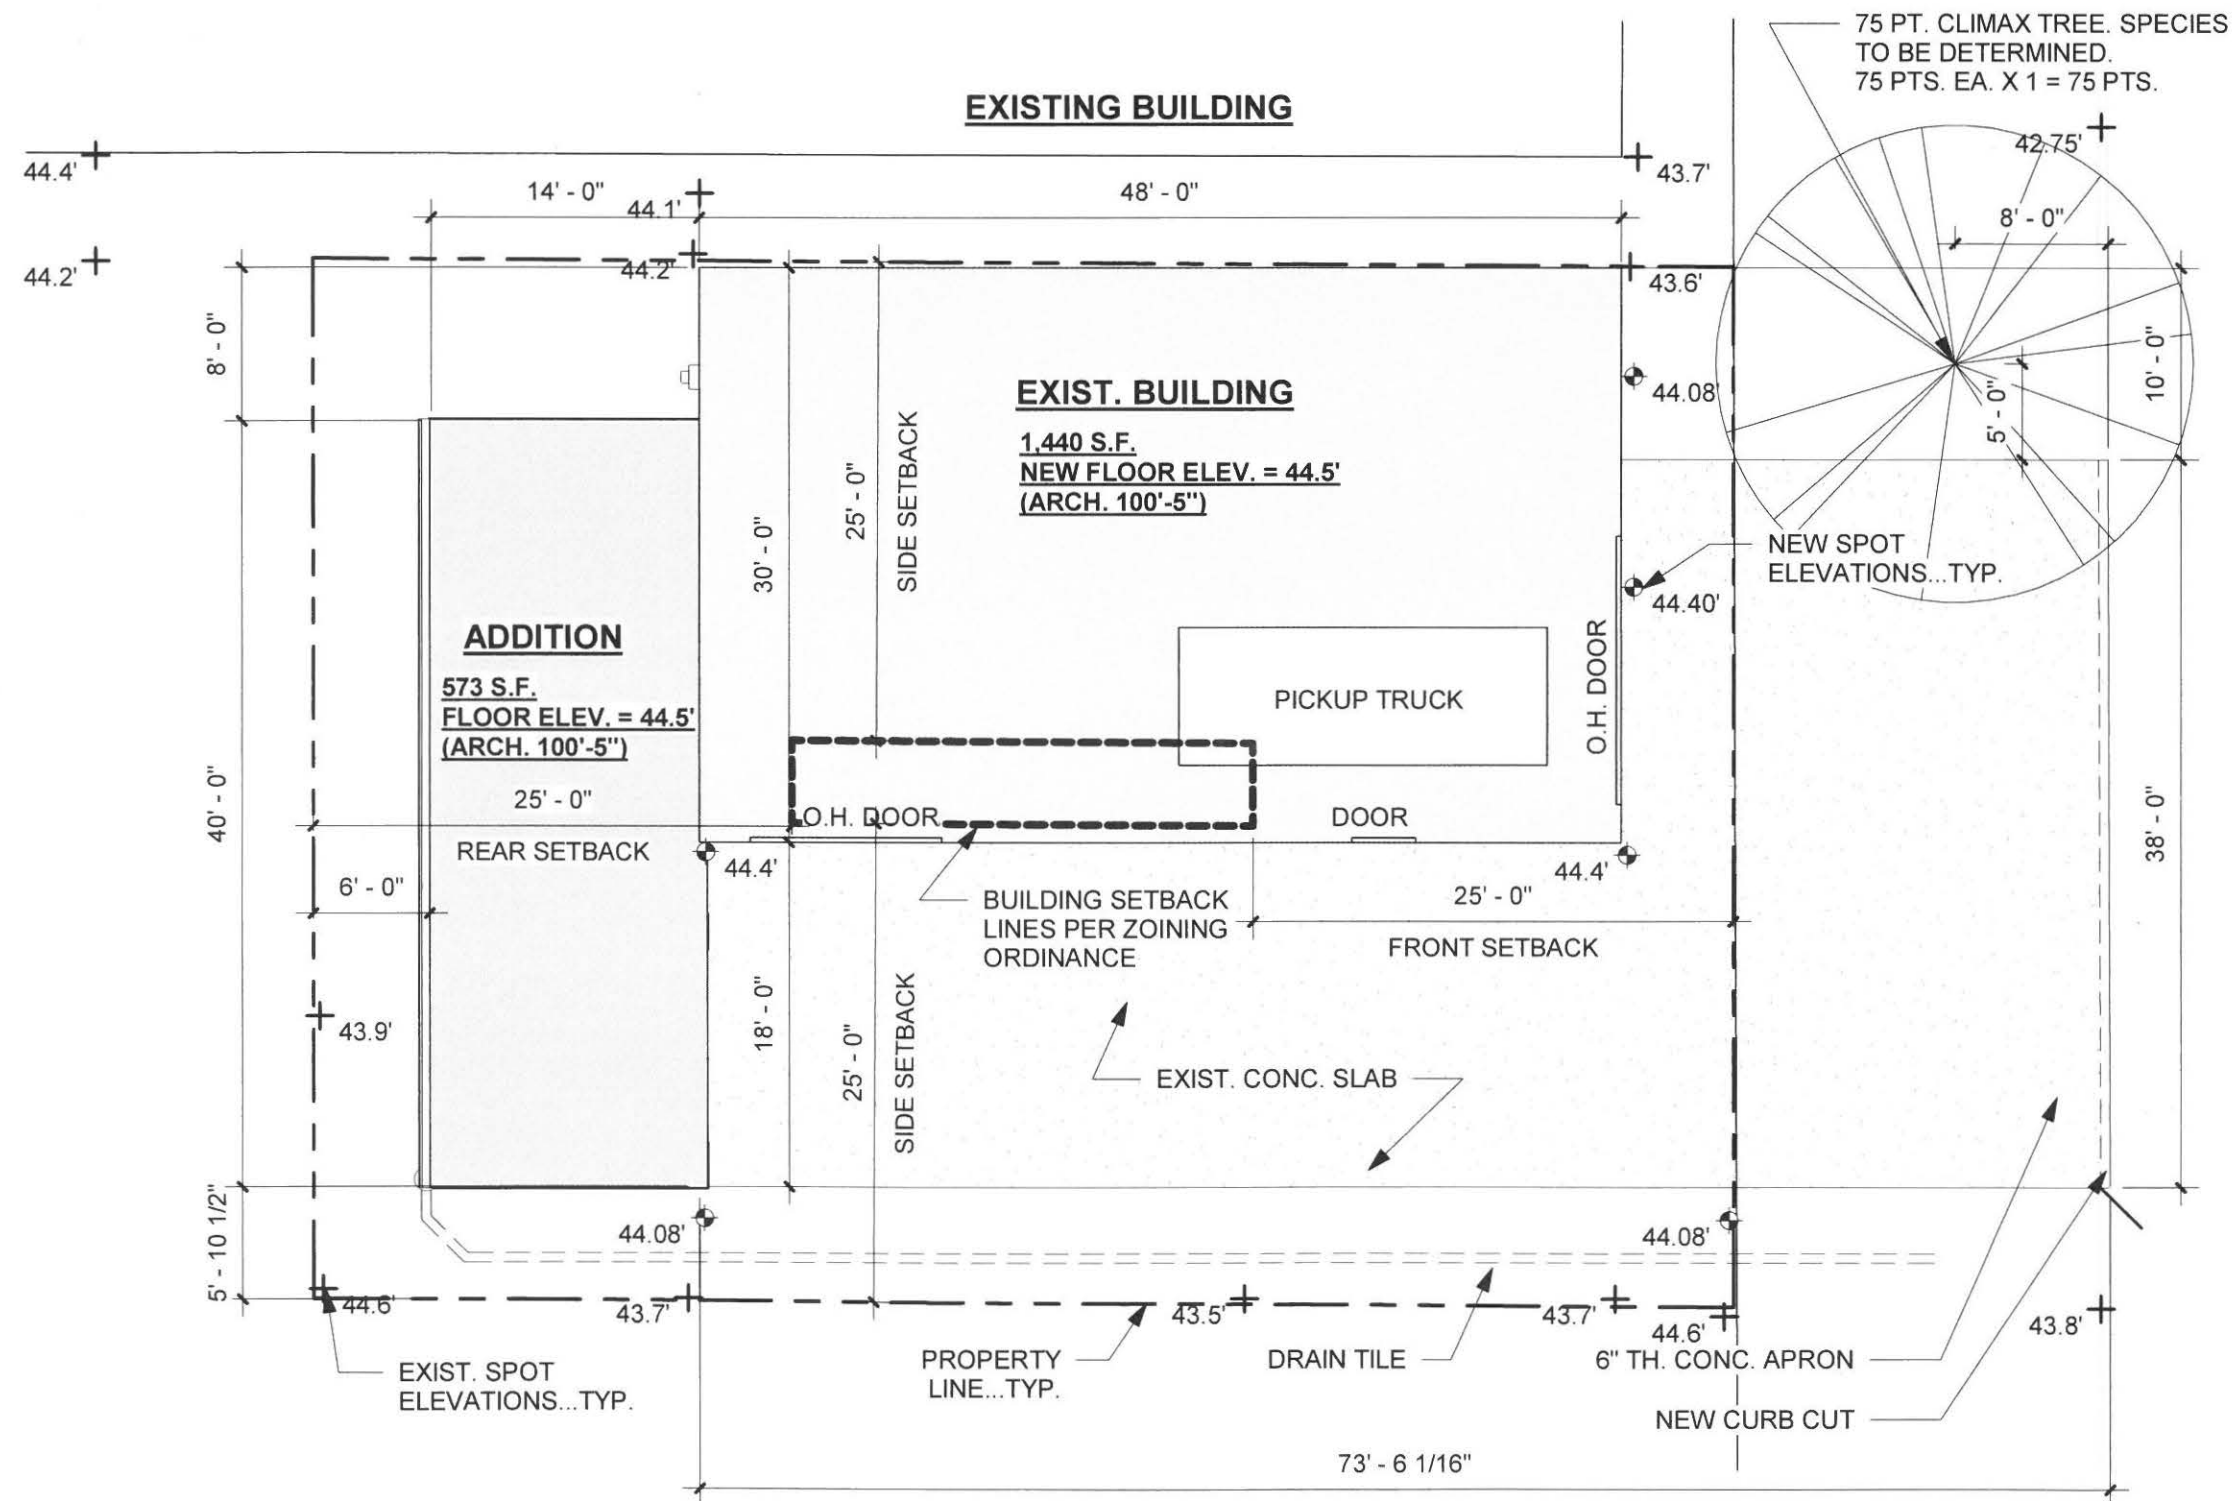 75 PT. CLIMAX TREE. SPECIES
TO BE DETERMINED.
75 PTS. EA. X 1 = 75 PTS.
EXISTING BUILDING
42.75'
44.4'
43.7'
14' - 0"
48' - 0"
44.1'
8' - 0"
44.2'
44.2'
43.6'
8' - 0"
10' - 0"
5' - 0"
EXIST. BUILDING
1,440 S.F.
NEW FLOOR ELEV. = 44.5'
(ARCH. 100'-5")
44.08'
25' - 0"
SIDE SETBACK
30' - 0"
NEW SPOT
ELEVATIONS...TYP.
44.40'
ADDITION
573 S.F.
FLOOR ELEV. = 44.5'
(ARCH. 100'-5")
O.H. DOOR
PICKUP TRUCK
40' - 0"
25' - 0"
REAR SETBACK
O.H. DOOR
DOOR
38' - 0"
6' - 0"
44.4'
44.4'
BUILDING SETBACK
LINES PER ZOINING
ORDINANCE
25' - 0"
FRONT SETBACK
43.9'
18' - 0"
25' - 0"
SIDE SETBACK
EXIST. CONC. SLAB
5' - 10 1/2"
44.08'
44.08'
44.6'
43.7'
43.5'
43.7'
44.6'
43.8'
EXIST. SPOT
ELEVATIONS...TYP.
PROPERTY
LINE...TYP.
DRAIN TILE
6" TH. CONC. APRON
NEW CURB CUT
73' - 6 1/16"